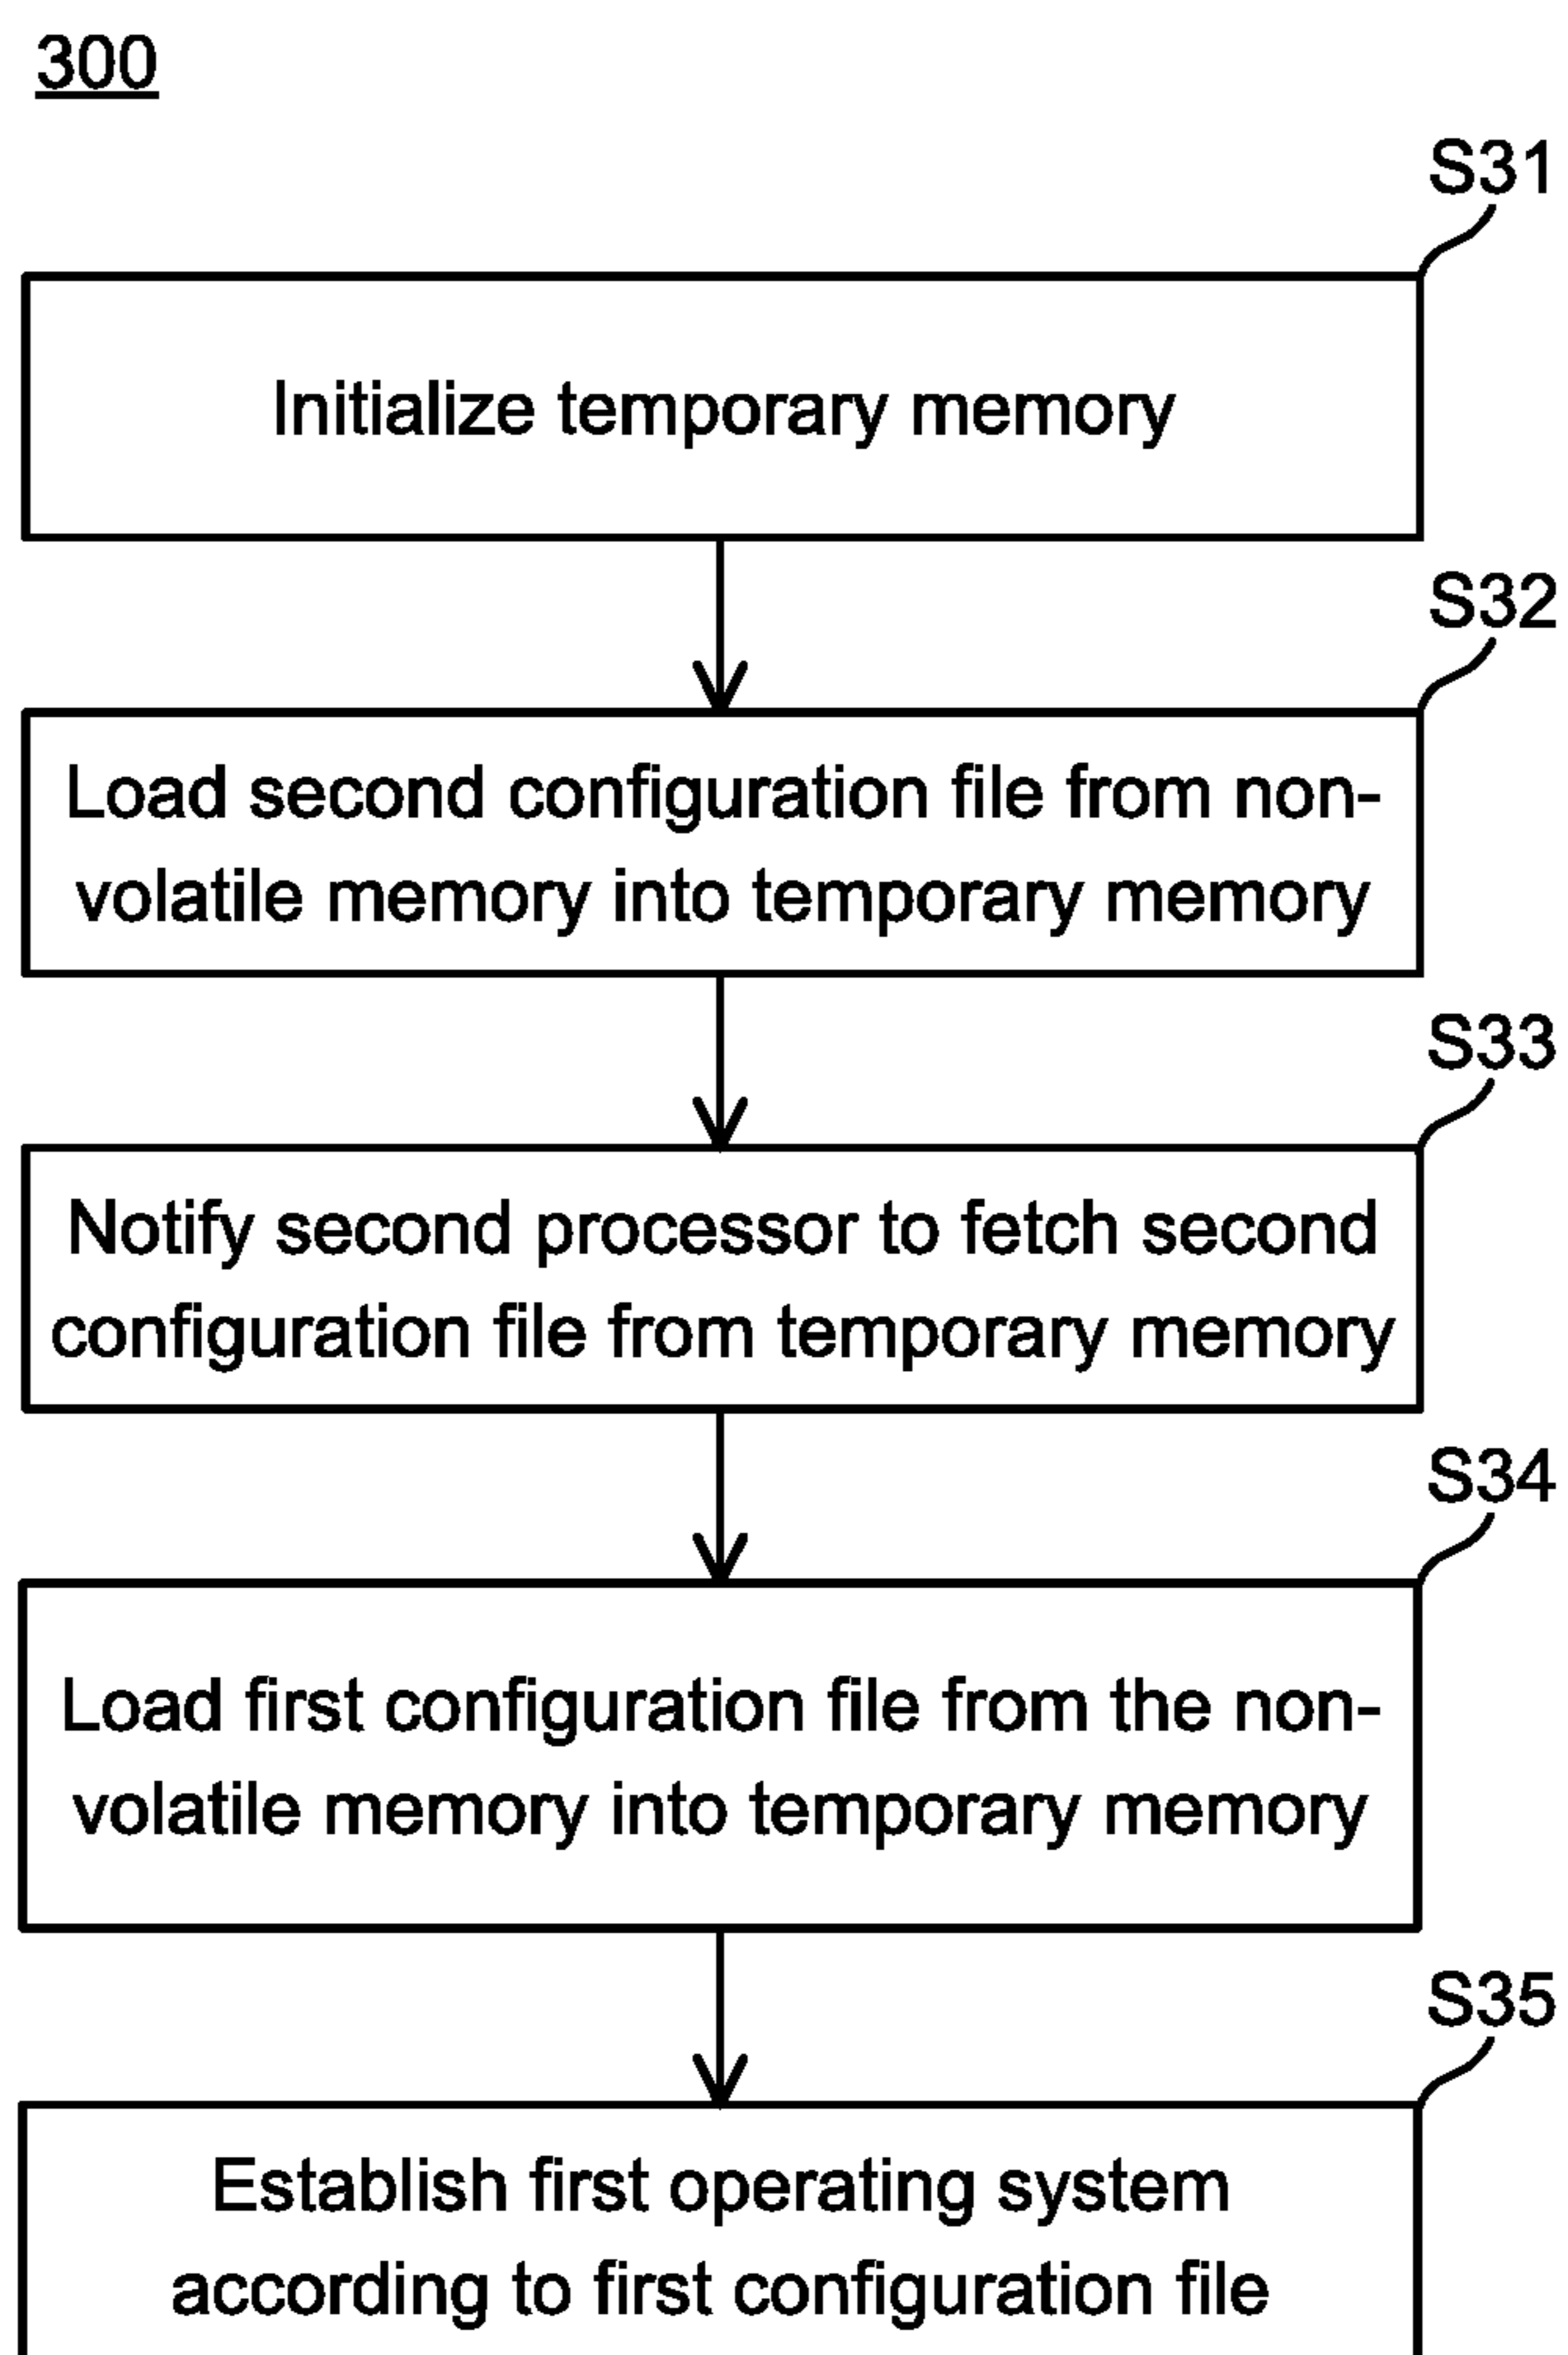 300
S31
Initialize temporary memory
S32
Load second configuration file from non-
volatile memory into temporary memory
S33
Notify second processor to fetch second
configuration file from temporary memory
S34
Load first configuration file from the non-
volatile memory into temporary memory
S35
Establish first operating system
according to first configuration file